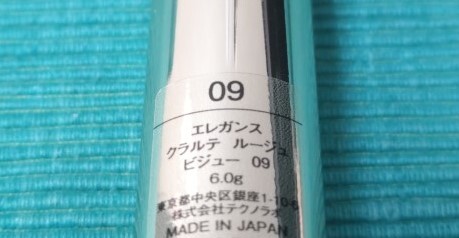 09
エレガンス
クラルテ ルージュ
ビジュー 09
6.0g
東京都中央区銀座1-10-6
株式会社テクノラボ
MADE IN JAPAN